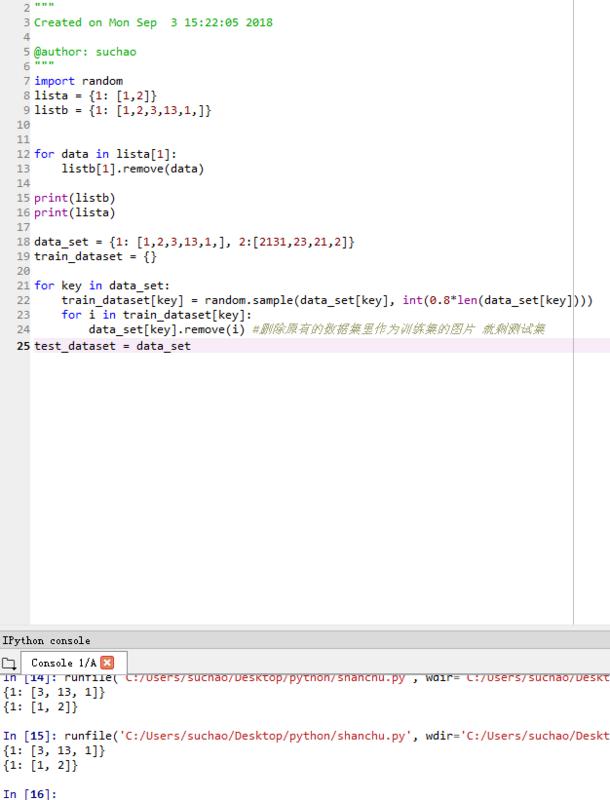 2 """
3 Created on Mon Sep  3 15:22:05 2018
4
5 @author: suchao
6 """
7 import random
8 lista = {1: [1,2]}
9 listb = {1: [1,2,3,13,1,]}
10
11
12 for data in lista[1]:
13     listb[1].remove(data)
14
15 print(listb)
16 print(lista)
17
18 data_set = {1: [1,2,3,13,1,], 2:[2131,23,21,2]}
19 train_dataset = {}
20
21 for key in data_set:
22     train_dataset[key] = random.sample(data_set[key], int(0.8*len(data_set[key])))
23     for i in train_dataset[key]:
24         data_set[key].remove(i) #删除原有的数据集里作为训练集的图片 就剩测试集
25 test_dataset = data_set
IPython console
Console 1/A
In [14]: runfile('C:/Users/suchao/Desktop/python/shanchu.py', wdir='C:/Users/suchao/Deskt
{1: [3, 13, 1]}
{1: [1, 2]}
In [15]: runfile('C:/Users/suchao/Desktop/python/shanchu.py', wdir='C:/Users/suchao/Deskt
{1: [3, 13, 1]}
{1: [1, 2]}
In [16]: